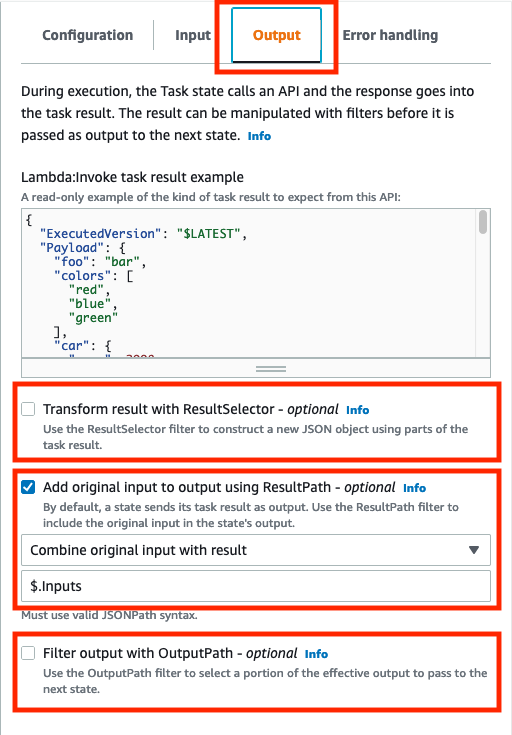 Configuration Input Output Error handling
During execution, the Task state calls an API and the response goes into
the task result. The result can be manipulated with filters before it is
passed as output to the next state. Info
Lambda:Invoke task result example
A read-only example of the kind of task result to expect from this API:
{
"ExecutedVersion": "$LATEST",
"Payload": {
"foo": "bar",
"colors": [
"red",
"blue",
"green"
],
"car": {
Transform result with ResultSelector - optional Info
Use the ResultSelector filter to construct a new JSON object using parts of the
task result.
Add original input to output using ResultPath - optional Info
By default, a state sends its task result as output. Use the ResultPath filter to
include the original input in the state's output.
Combine original input with result
$.Inputs
Must use valid JSONPath syntax.
Filter output with OutputPath - optional Info
Use the OutputPath filter to select a portion of the effective output to pass to the
next state.